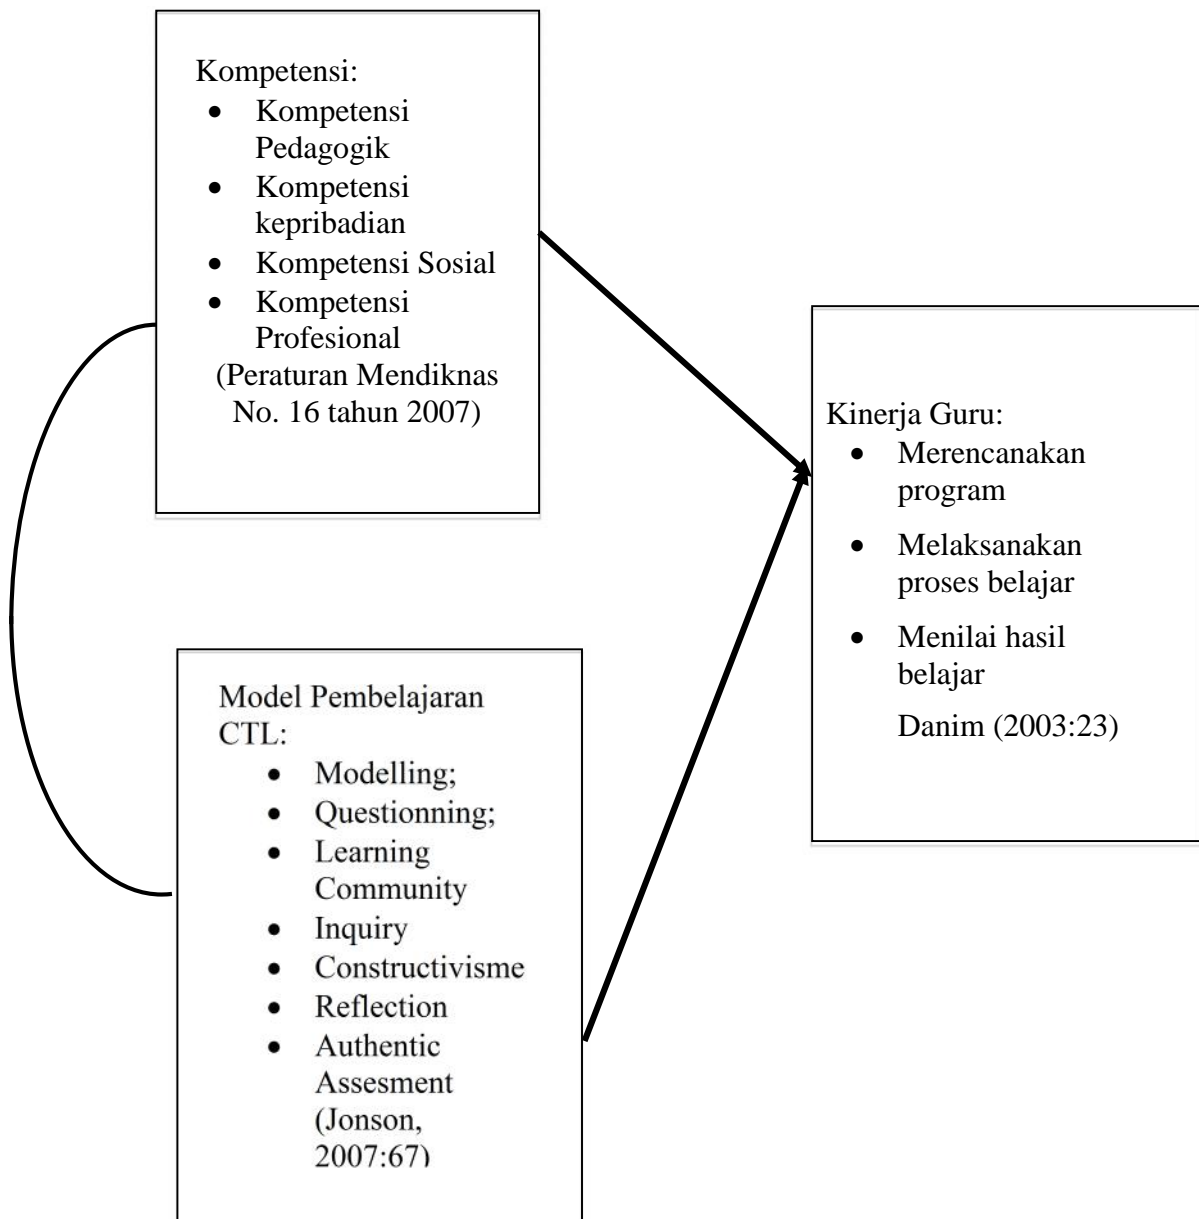 Kompetensi:
• Kompetensi
Pedagogik
• Kompetensi
kepribadian
• Kompetensi Sosial
• Kompetensi
Profesional
(Peraturan Mendiknas
No. 16 tahun 2007)
Kinerja Guru:
• Merencanakan
program
• Melaksanakan
proses belajar
• Menilai hasil
belajar
Danim (2003:23)
Model Pembelajaran
CTL:
• Modelling;
• Questionning;
• Learning
Community
• Inquiry
• Constructivisme
• Reflection
• Authentic
Assesment
(Jonson,
2007:67)